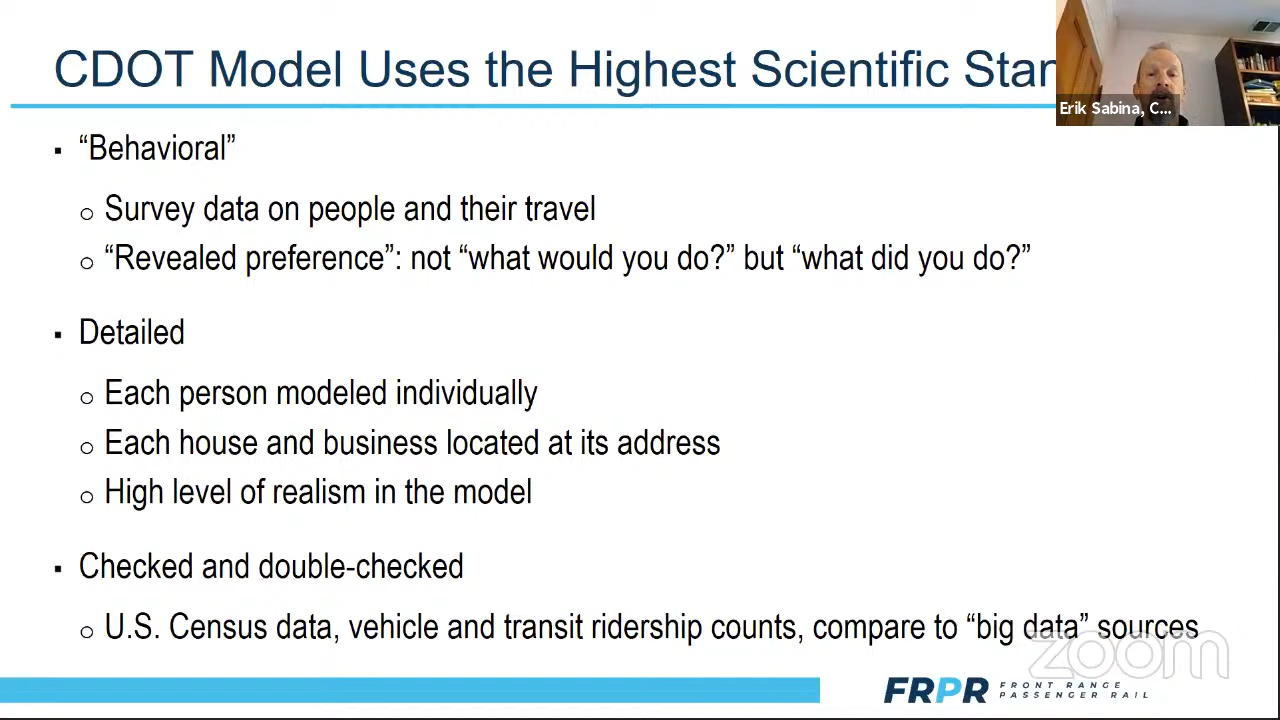 CDOT Model Uses the Highest Scientific Stan
Erik Sabina, C...
▪ “Behavioral”
o Survey data on people and their travel
o “Revealed preference”: not “what would you do?” but “what did you do?”
▪ Detailed
o Each person modeled individually
o Each house and business located at its address
o High level of realism in the model
▪ Checked and double-checked
o U.S. Census data, vehicle and transit ridership counts, compare to “big data” sources
zoom
FRPR FRONT RANGE
PASSENGER RAIL